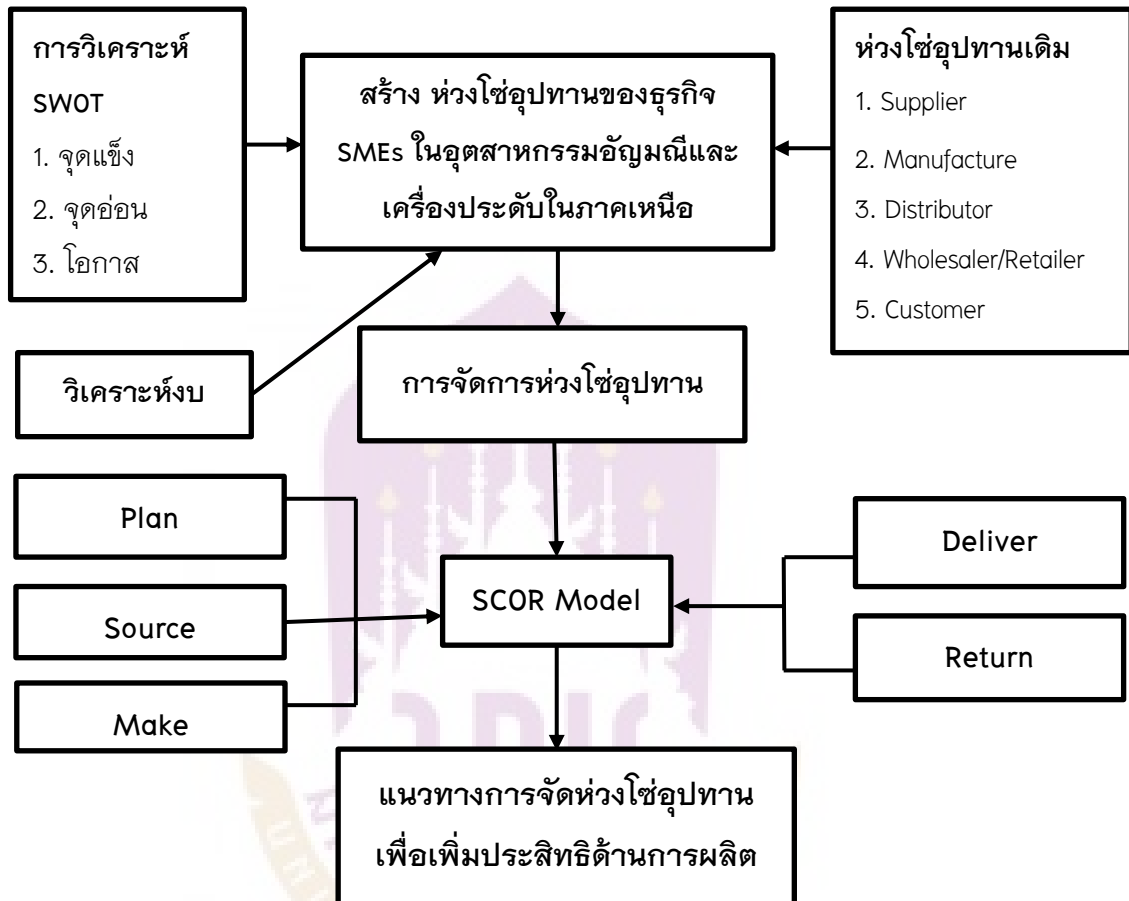 การวิเคราะห์
SWOT
1. จุดแข็ง
2. จุดอ่อน
3. โอกาส
สร้าง ห่วงโซ่อุปทานของธุรกิจ
SMEs ในอุตสาหกรรมอัญมณีและ
เครื่องประดับในภาคเหนือ
ห่วงโซ่อุปทานเดิม
1. Supplier
2. Manufacture
3. Distributor
4. Wholesaler/Retailer
5. Customer
วิเคราะห์งบ
การจัดการห่วงโซ่อุปทาน
Plan
Source
Make
SCOR Model
Deliver
Return
แนวทางการจัดห่วงโซ่อุปทาน
เพื่อเพิ่มประสิทธิด้านการผลิต